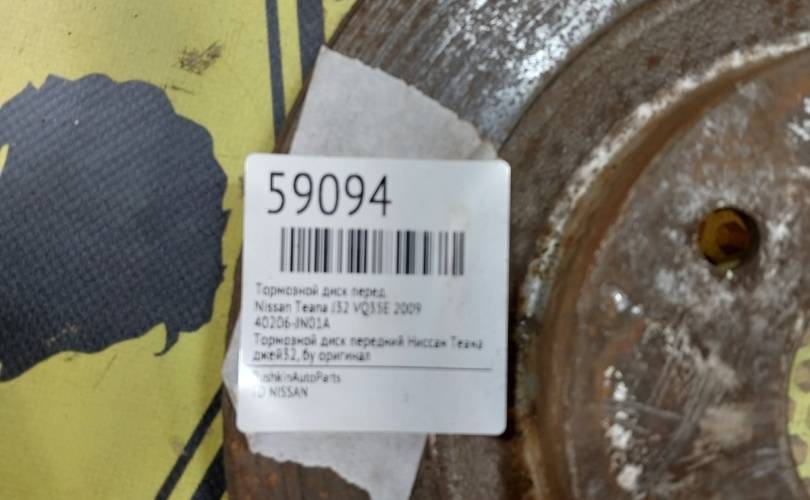 59094
Тормозной диск перед.
Nissan Teana J32 VQ35E 2009
40206-JN01A
Тормозной диск передний Ниссан Теана
джей32, бу оригинал
PushkinAutoParts
NISSAN